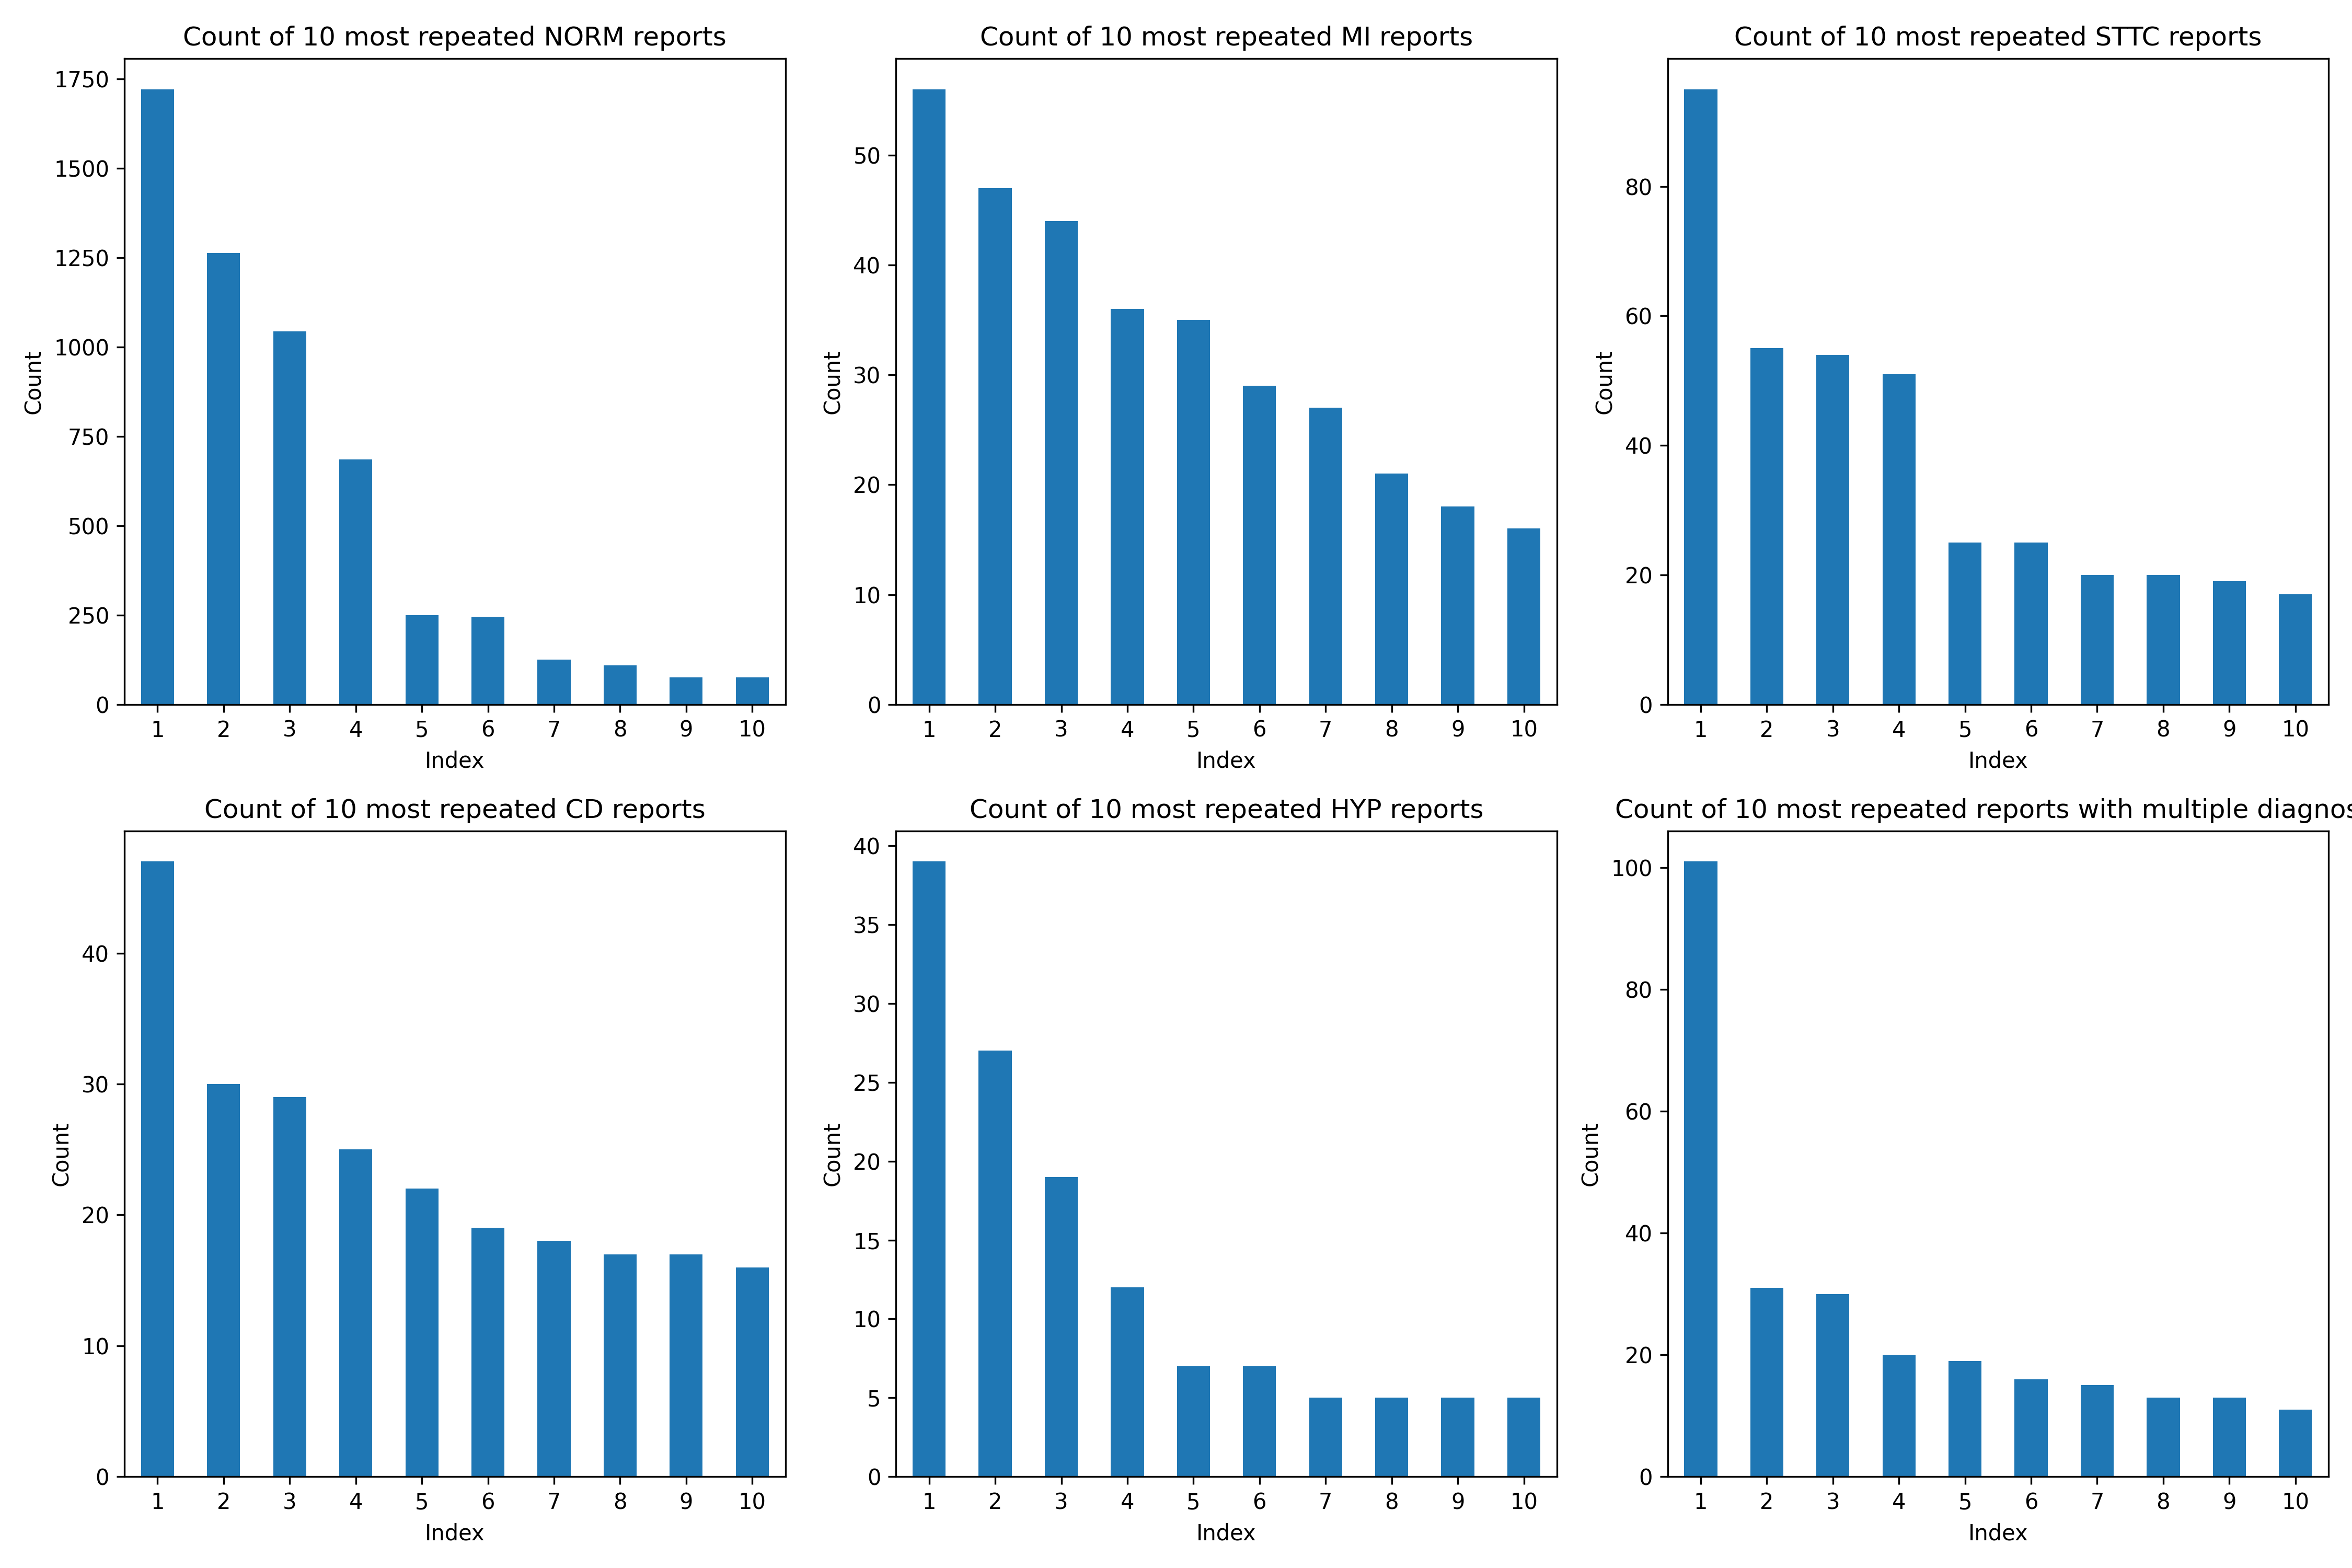 Count of 10 most repeated NORM reports
1750
1500
1250
1000
750
500
250
0
Count
1 2 3 4 5 6 7 8 9 10
Index
Count of 10 most repeated MI reports
50
40
30
20
10
0
Count
1 2 3 4 5 6 7 8 9 10
Index
Count of 10 most repeated STTC reports
80
60
40
20
0
Count
1 2 3 4 5 6 7 8 9 10
Index
Count of 10 most repeated CD reports
40
30
20
10
0
Count
1 2 3 4 5 6 7 8 9 10
Index
Count of 10 most repeated HYP reports
40
35
30
25
20
15
10
5
0
Count
1 2 3 4 5 6 7 8 9 10
Index
Count of 10 most repeated reports with multiple diagnos
100
80
60
40
20
0
Count
1 2 3 4 5 6 7 8 9 10
Index